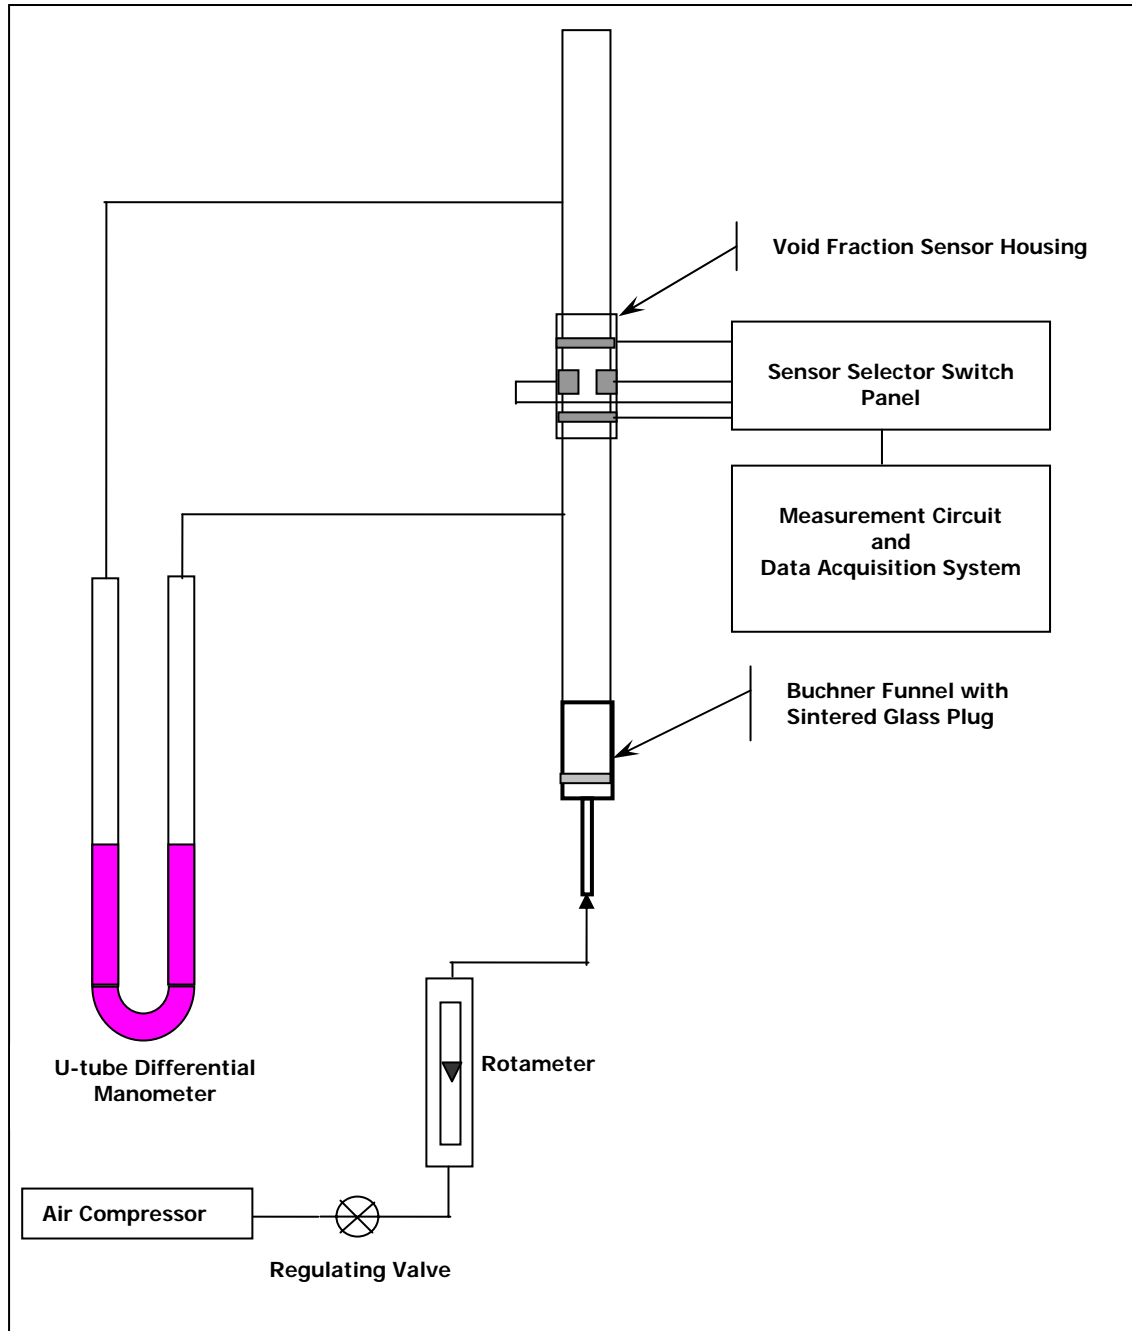 Void Fraction Sensor Housing
Sensor Selector Switch
Panel
Measurement Circuit
and
Data Acquisition System
Buchner Funnel with
Sintered Glass Plug
U-tube Differential
Manometer
Rotameter
Air Compressor
Regulating Valve